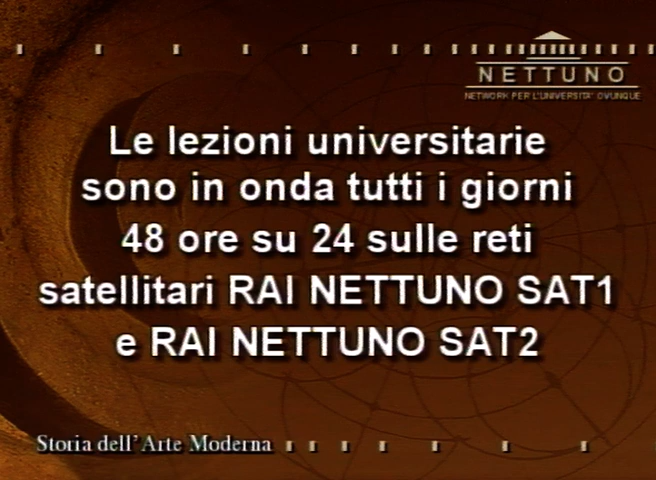 NETTUNO
NETWORK PER L'UNIVERSITA' OVUNQUE
Le lezioni universitarie
sono in onda tutti i giorni
48 ore su 24 sulle reti
satellitari RAI NETTUNO SAT1
e RAI NETTUNO SAT2
Storia dell'Arte Moderna